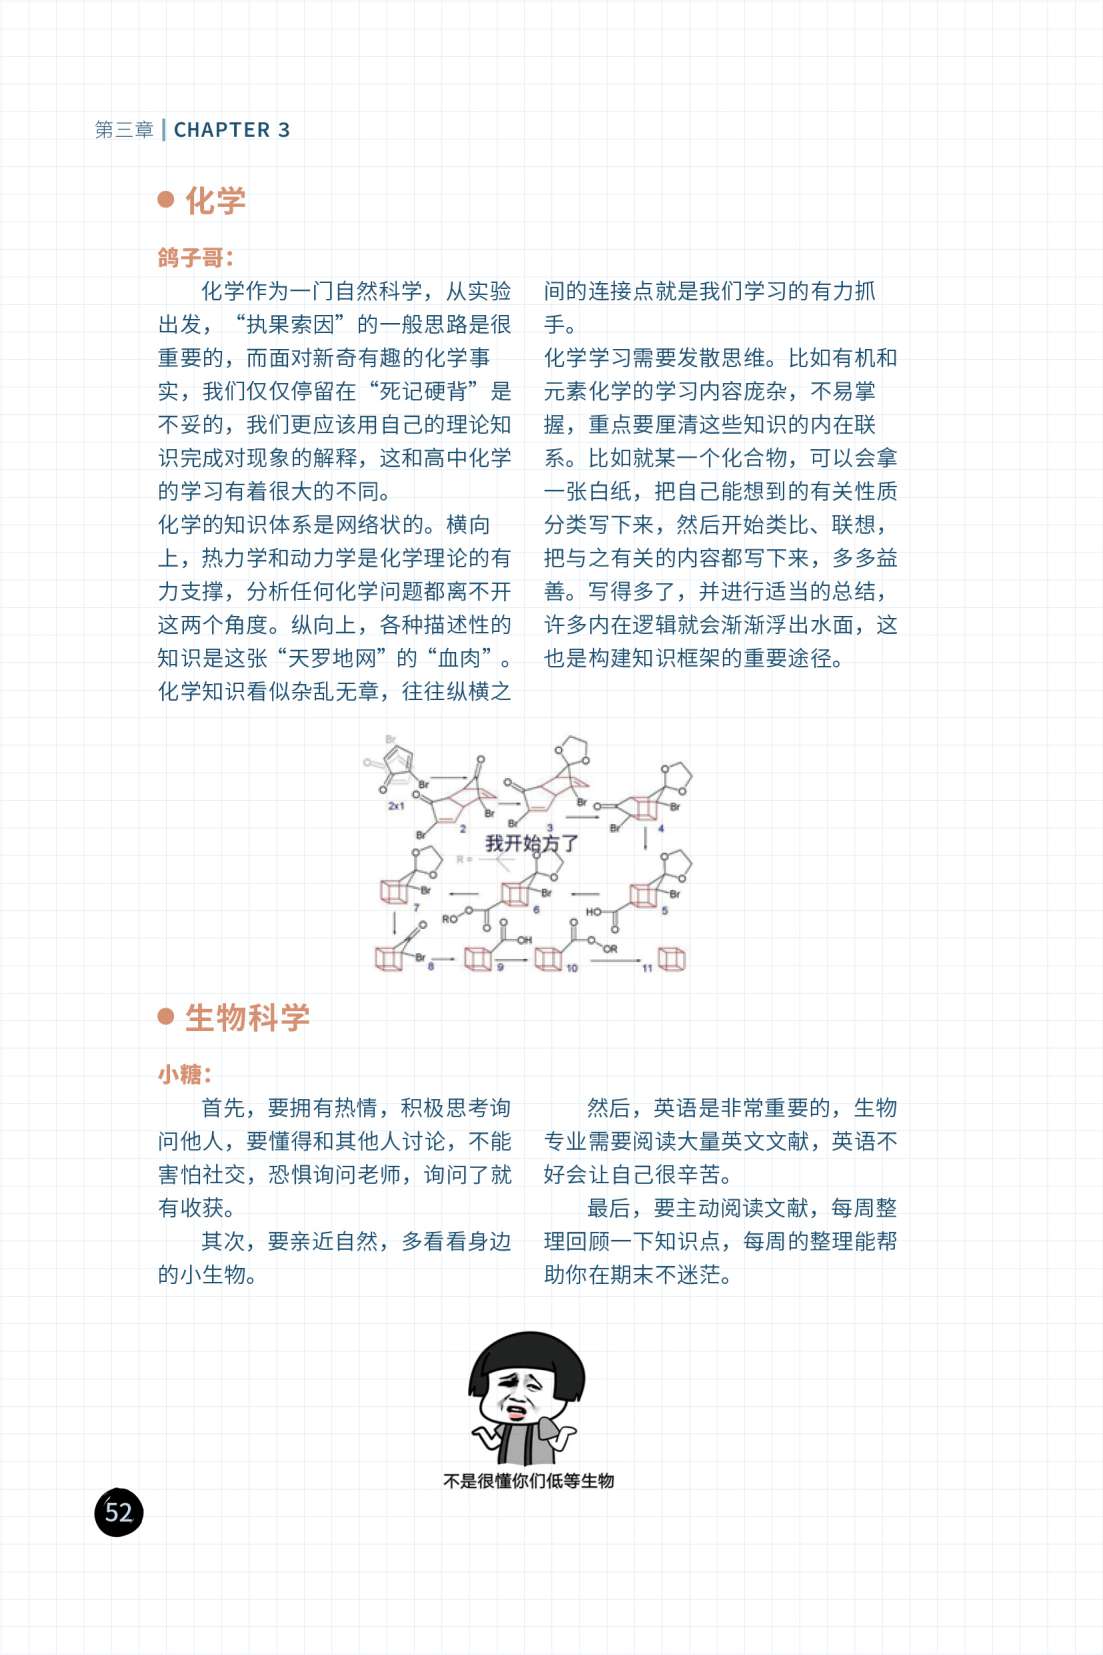 第三章 | CHAPTER 3
● 化学
鸽子哥：
化学作为一门自然科学，从实验
出发，“执果索因”的一般思路是很
重要的，而面对新奇有趣的化学事
实，我们仅仅停留在“死记硬背”是
不妥的，我们更应该用自己的理论知
识完成对现象的解释，这和高中化学
的学习有着很大的不同。
化学的知识体系是网络状的。横向
上，热力学和动力学是化学理论的有
力支撑，分析任何化学问题都离不开
这两个角度。纵向上，各种描述性的
知识是这张“天罗地网”的“血肉”。
化学知识看似杂乱无章，往往纵横之
间的连接点就是我们学习的有力抓
手。
化学学习需要发散思维。比如有机和
元素化学的学习内容庞杂，不易掌
握，重点要厘清这些知识的内在联
系。比如就某一个化合物，可以会拿
一张白纸，把自己能想到的有关性质
分类写下来，然后开始类比、联想，
把与之有关的内容都写下来，多多益
善。写得多了，并进行适当的总结，
许多内在逻辑就会渐渐浮出水面，这
也是构建知识框架的重要途径。
Br
O
O
Br
2x1
O
O
Br
Br
2
O
O
O
Br
Br
3
O
O
O
Br
Br
4
我开始方了
R =
O
O
Br
7
O
O
Br
RO
O
O
6
O
O
Br
HO
O
5
O
Br
8
O
OH
9
O
O
OR
10
11
● 生物科学
小糖：
首先，要拥有热情，积极思考询
问他人，要懂得和其他人讨论，不能
害怕社交，恐惧询问老师，询问了就
有收获。
其次，要亲近自然，多看看身边
的小生物。
然后，英语是非常重要的，生物
专业需要阅读大量英文文献，英语不
好会让自己很辛苦。
最后，要主动阅读文献，每周整
理回顾一下知识点，每周的整理能帮
助你在期末不迷茫。
不是很懂你们低等生物
52